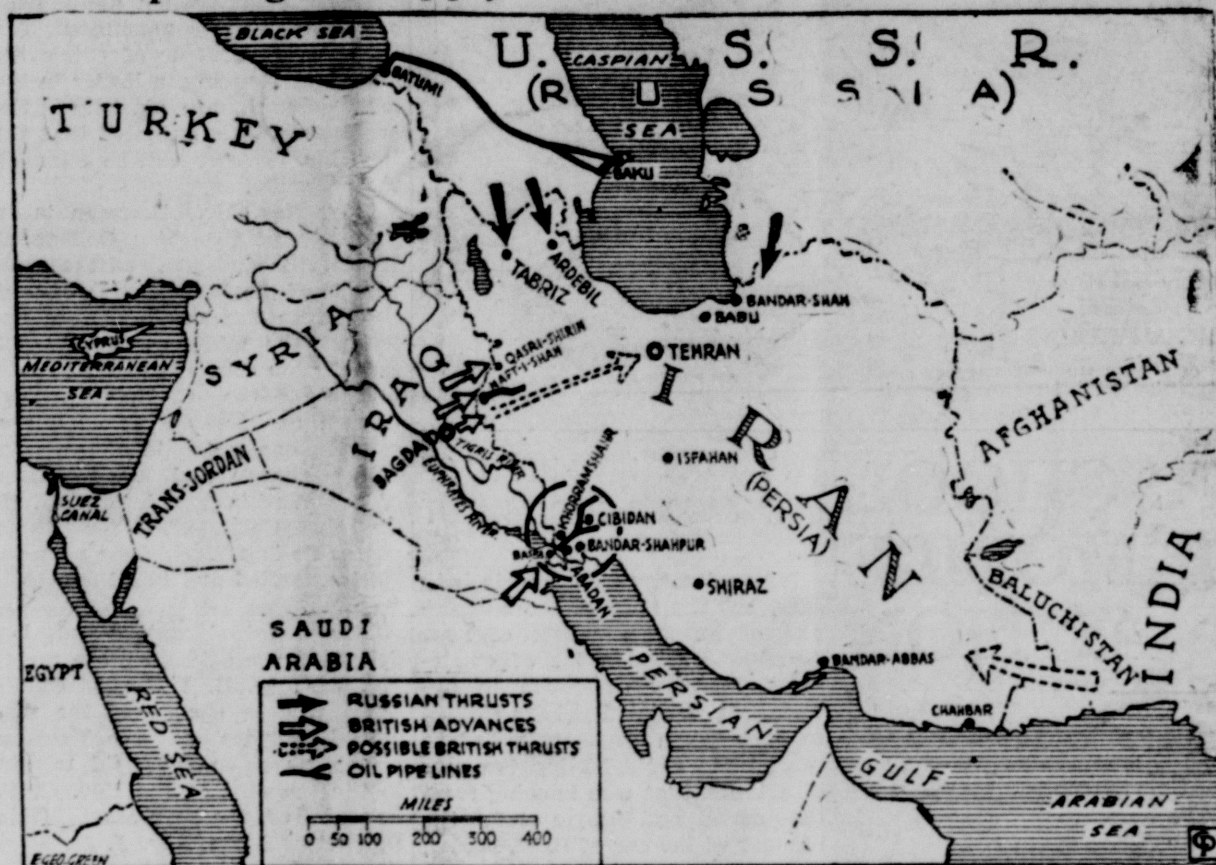 BLACK SEA
U. S. S. R.
(RUSSIA)
CASPIAN
SEA
BATUMI
TURKEY
BAKU
ARDEBIL
TABRIZ
BANDAR-SHAH
BABU
CYPRUS
MEDITERRANEAN
SEA
SYRIA
IRAQ
QASRI-SHIRIN
NAFT-I-SHAH
TEHRAN
IRAN
(PERSIA)
AFGHANISTAN
BAGDAD
TIGRIS RIVER
EUPHRATES RIVER
ISFAHAN
TRANS-JORDAN
SUEZ
CANAL
KHORRAMSHAHR
CIBIDAN
BANDAR-SHAHPUR
BASRA
ABADAN
SHIRAZ
BALUCHISTAN
INDIA
SAUDI
ARABIA
EGYPT
RED SEA
PERSIAN
GULF
BANDAR-ABBAS
CHAHBAR
ARABIAN
SEA
RUSSIAN THRUSTS
BRITISH ADVANCES
POSSIBLE BRITISH THRUSTS
OIL PIPE LINES
MILES
0 50 100 200 300 400